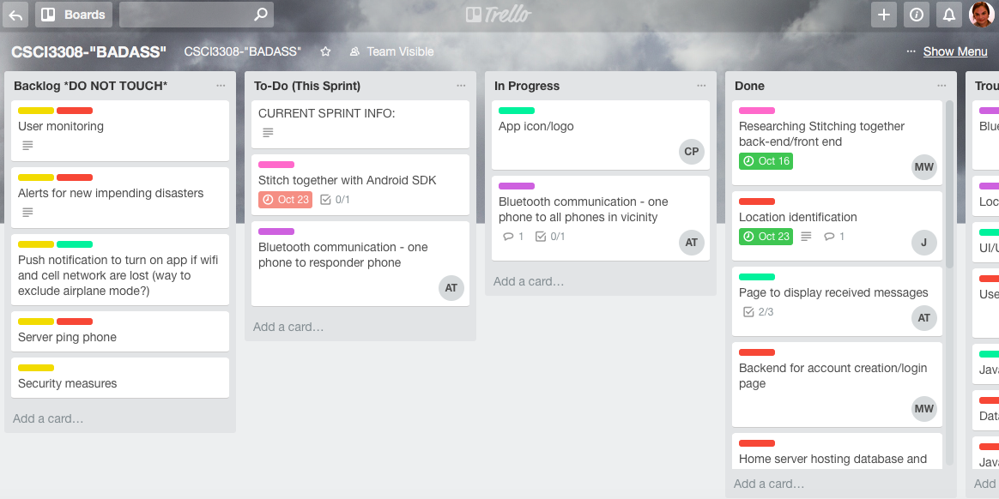 Boards
Trello
CSCI3308-"BADASS"
CSCI3308-"BADASS"
Team Visible
... Show Menu
Backlog *DO NOT TOUCH*
User monitoring
Alerts for new impending disasters
Push notification to turn on app if wifi
and cell network are lost (way to
exclude airplane mode?)
Server ping phone
Security measures
Add a card…
To-Do (This Sprint)
CURRENT SPRINT INFO:
Stitch together with Android SDK
Oct 23
0/1
Bluetooth communication - one
phone to responder phone
AT
Add a card…
In Progress
App icon/logo
CP
Bluetooth communication - one
phone to all phones in vicinity
1
0/1
AT
Add a card…
Done
Researching Stitching together
back-end/front end
Oct 16
MW
Location identification
Oct 23
1
J
Page to display received messages
2/3
AT
Backend for account creation/login
page
MW
Home server hosting database and
Add a card…
Trou
Blue
Loc
UI/U
Use
Java
Data
Java
Add